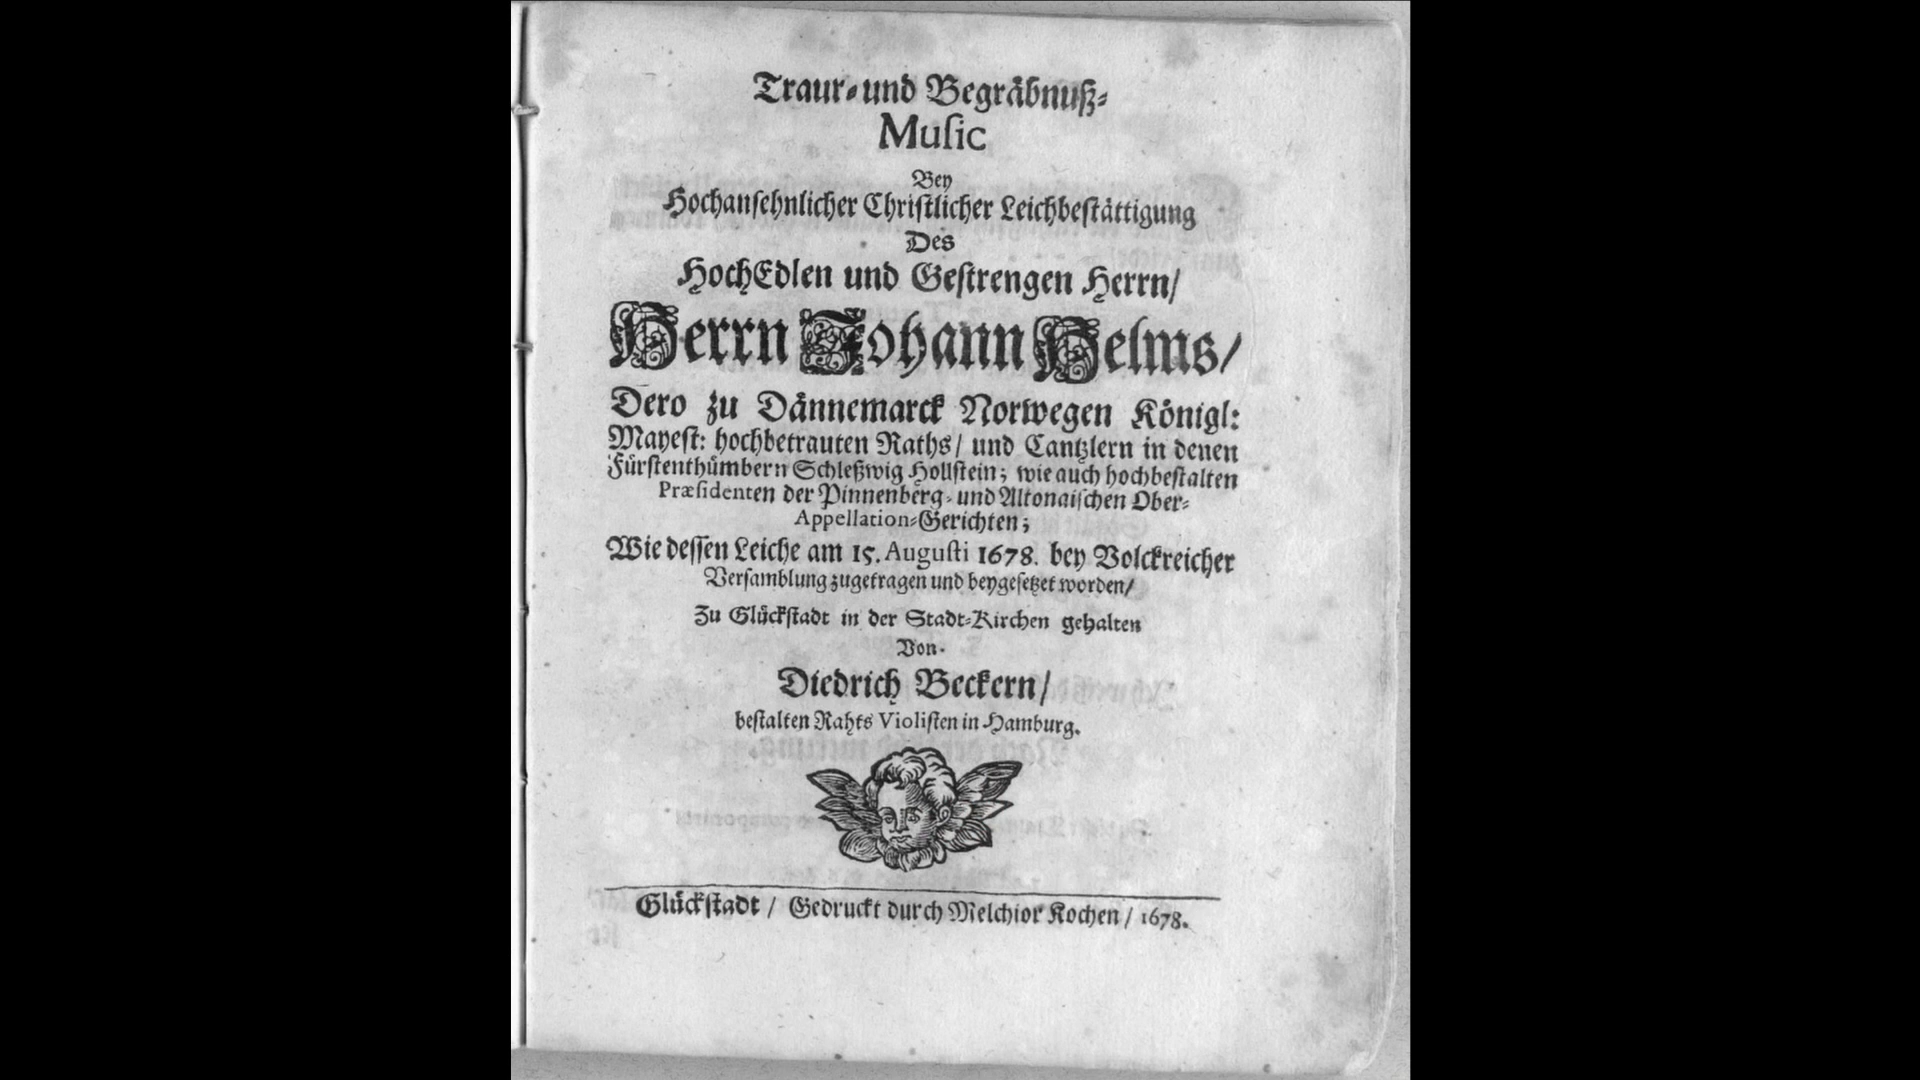 Traur- und Begräbnuß-
Music
Bey
Hochansehnlicher Christlicher Leichbestättigung
Des
HochEdlen und Gestrengen Herrn/
Herrn Johann Helms/
Dero zu Dännemarck Norwegen Königl:
Mayest: hochbetrauten Raths/ und Cantzlern in denen
Fürstenthümbern Schleßwig Hollstein; wie auch hochbestalten
Præsidenten der Pinnenberg- und Altonaischen Ober-
Appellation-Gerichten;
Wie dessen Leiche am 15. Augusti 1678. bey Volckreicher
Versamblung zugetragen und beygesetzet worden/
Zu Glückstadt in der Stadt-Kirchen gehalten
Von.
Diedrich Beckern/
bestalten Rahts Violisten in Hamburg.
Glückstadt / Gedruckt durch Melchior Kochen / 1678.